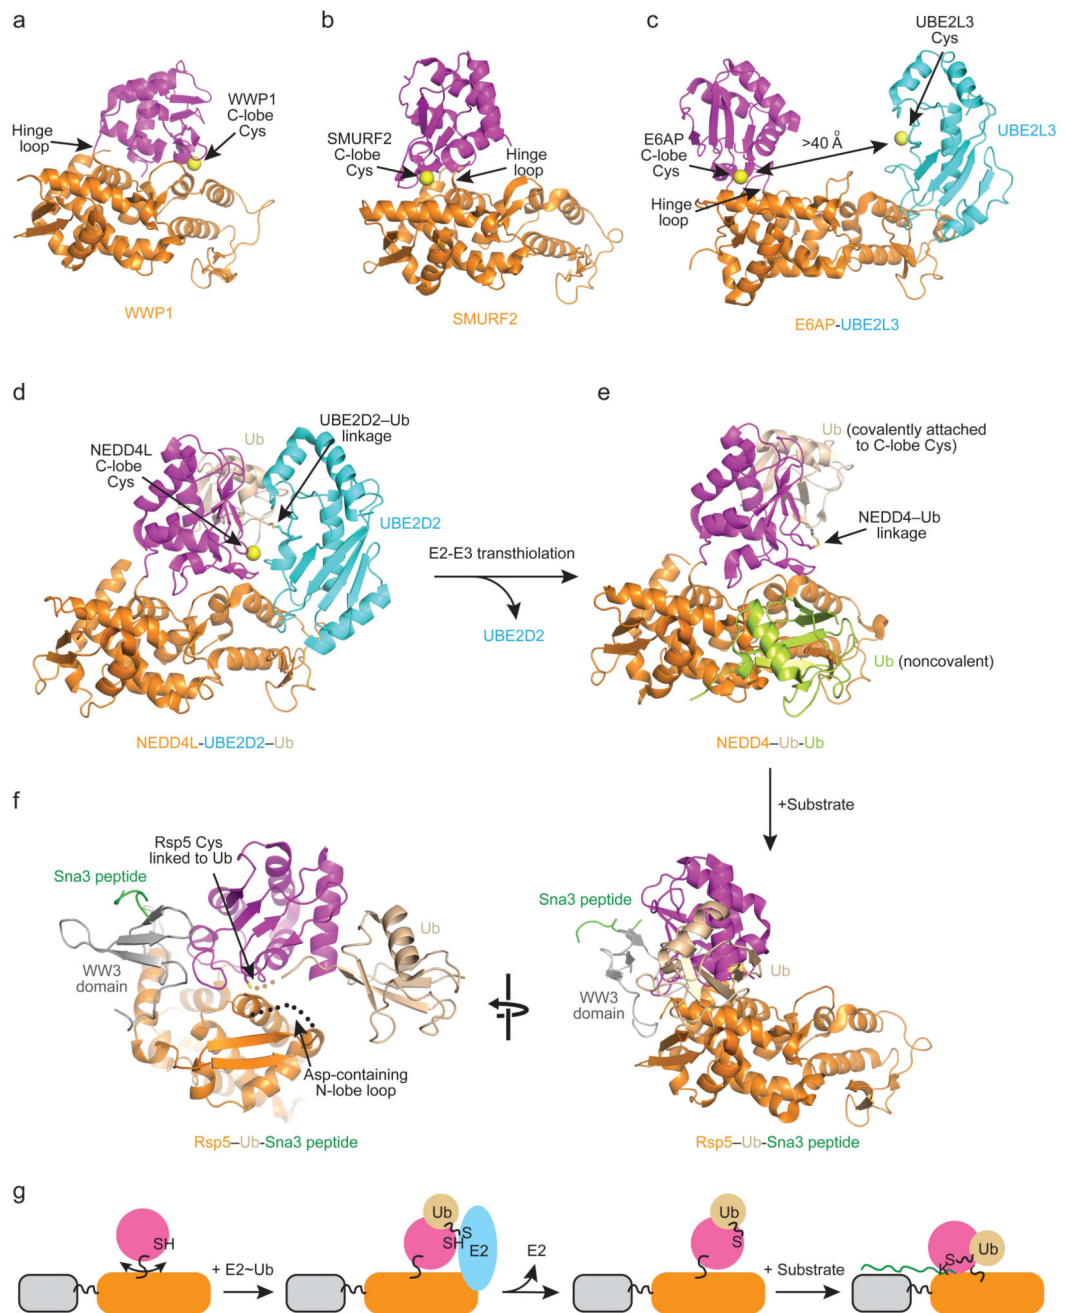 a
WWP1
C-lobe
Cys
Hinge
loop
WWP1
b
SMURF2
C-lobe
Cys
Hinge
loop
SMURF2
c
UBE2L3
Cys
UBE2L3
E6AP
C-lobe
Cys
>40 Å
Hinge
loop
E6AP-UBE2L3
d
UBE2D2–Ub
linkage
Ub
NEDD4L
C-lobe
Cys
UBE2D2
NEDD4L-UBE2D2–Ub
E2-E3 transthiolation
UBE2D2
e
Ub (covalently attached
to C-lobe Cys)
NEDD4–Ub
linkage
Ub (noncovalent)
NEDD4–Ub-Ub
+Substrate
f
Rsp5 Cys
linked to Ub
Sna3 peptide
Ub
WW3
domain
Asp-containing
N-lobe loop
Rsp5–Ub-Sna3 peptide
Sna3 peptide
Ub
WW3
domain
Rsp5–Ub-Sna3 peptide
g
SH
+ E2~Ub
Ub
S
SH
E2
E2
Ub
S
+ Substrate
Ub
S
K